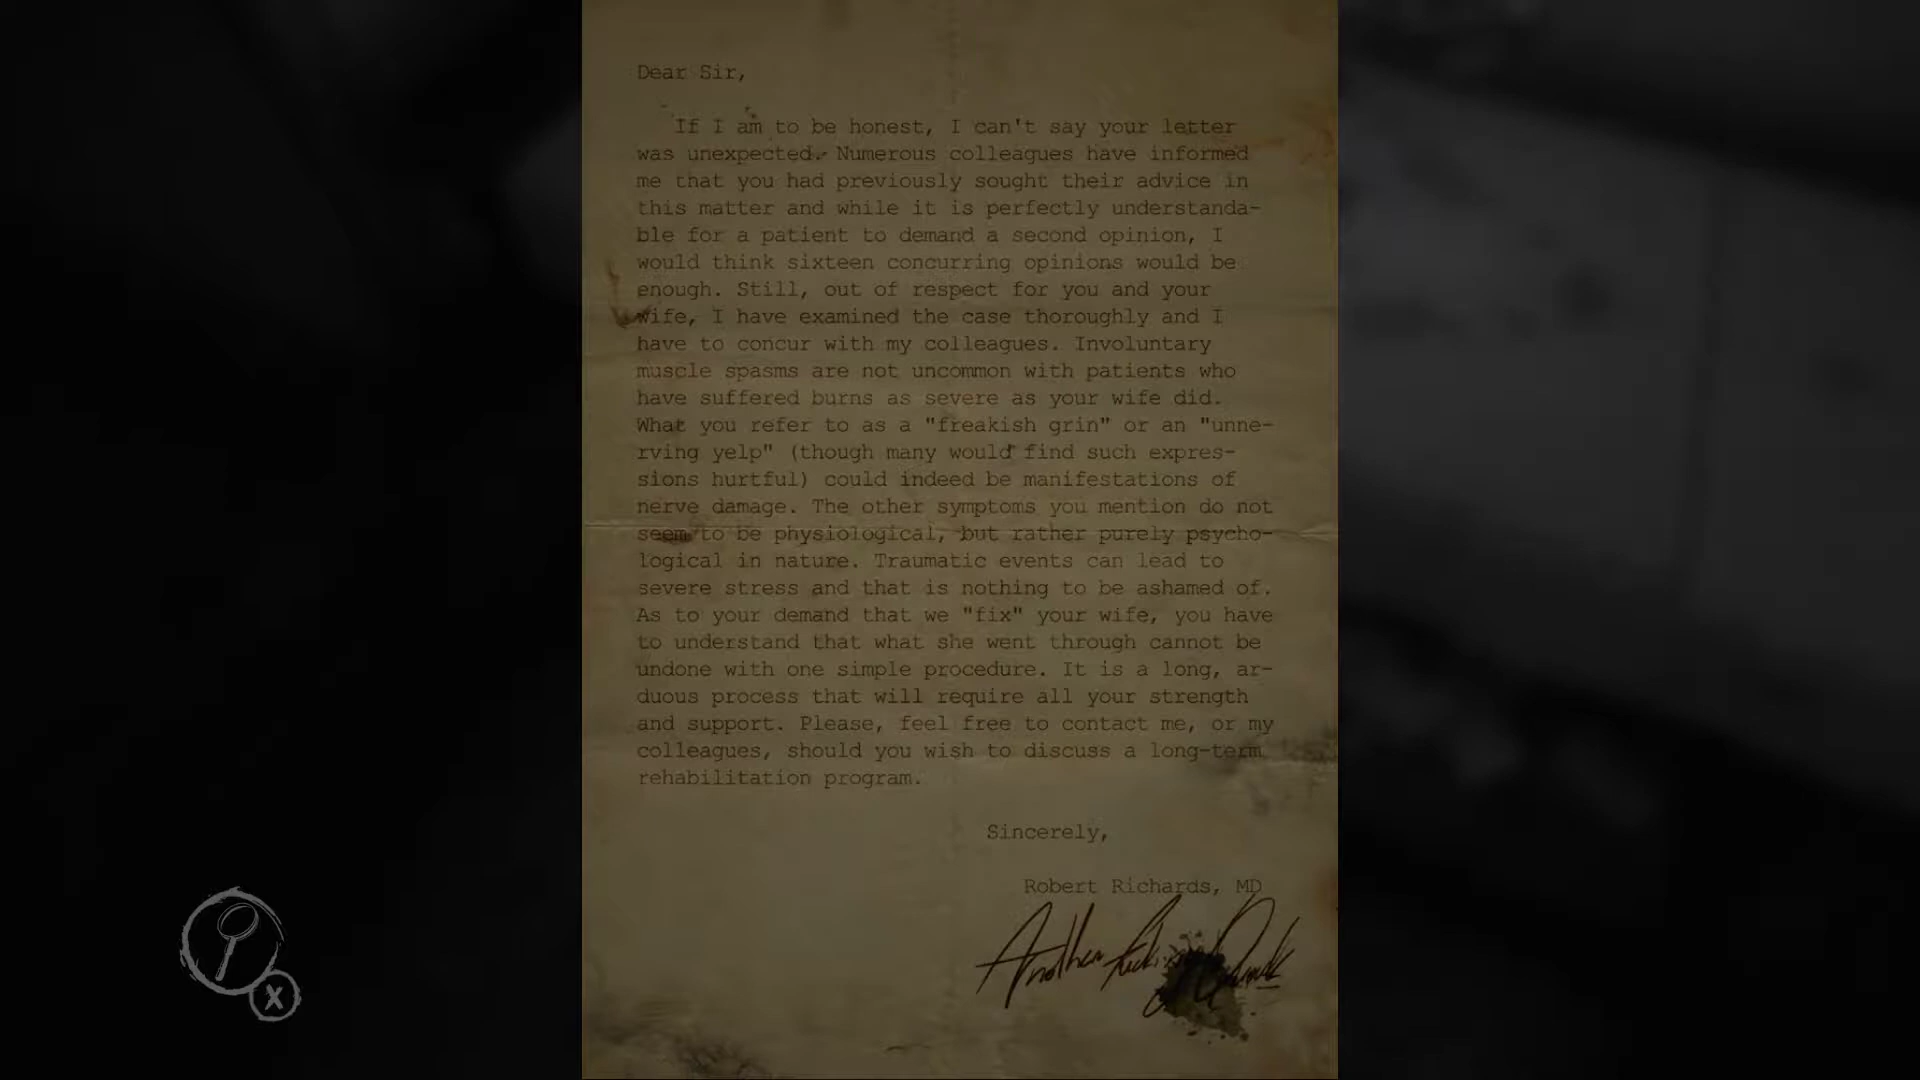 Dear Sir,
If I am to be honest, I can't say your letter
was unexpected. Numerous colleagues have informed
me that you had previously sought their advice in
this matter and while it is perfectly understanda-
ble for a patient to demand a second opinion, I
would think sixteen concurring opinions would be
enough. Still, out of respect for you and your
wife, I have examined the case thoroughly and I
have to concur with my colleagues. Involuntary
muscle spasms are not uncommon with patients who
have suffered burns as severe as your wife did.
What you refer to as a "freakish grin" or an "unne-
rving yelp" (though many would find such expres-
sions hurtful) could indeed be manifestations of
nerve damage. The other symptoms you mention do not
seem to be physiological, but rather purely psycho-
logical in nature. Traumatic events can lead to
severe stress and that is nothing to be ashamed of.
As to your demand that we "fix" your wife, you have
to understand that what she went through cannot be
undone with one simple procedure. It is a long, ar-
duous process that will require all your strength
and support. Please, feel free to contact me, or my
colleagues, should you wish to discuss a long-term
rehabilitation program.
Sincerely,
Robert Richards, MD
Another
X